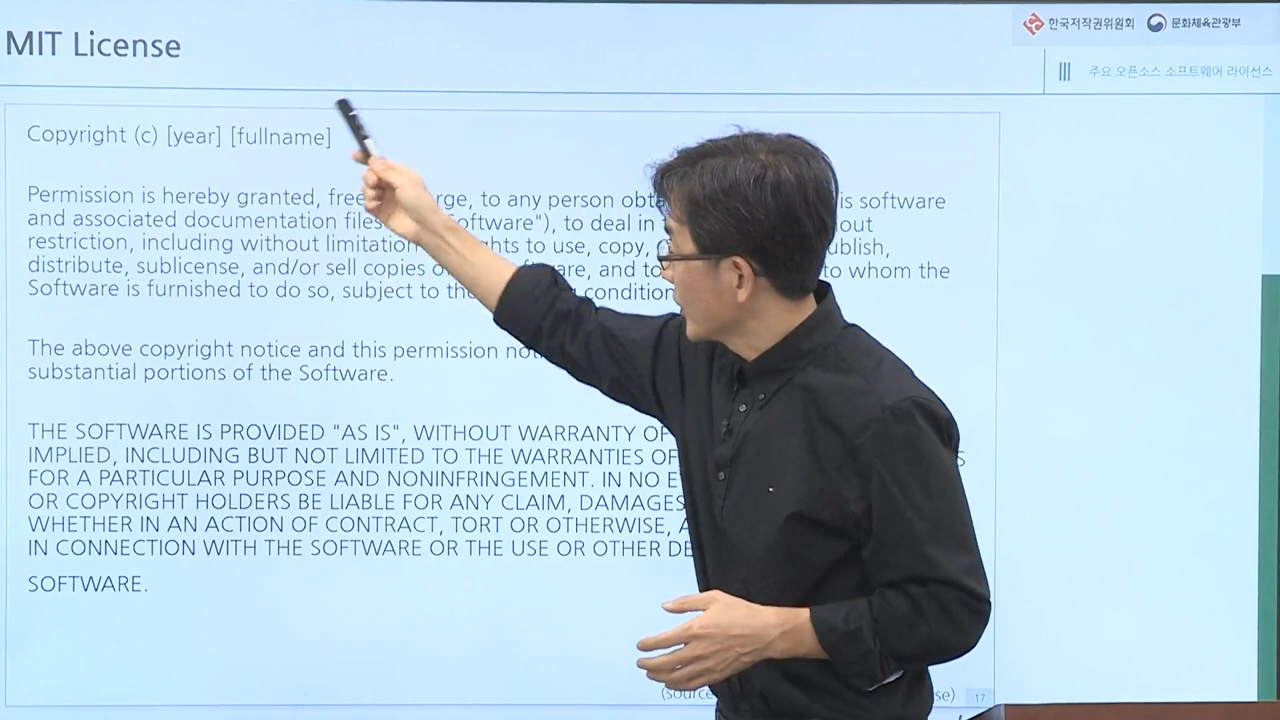 한국저작권위원회 문화체육관광부
MIT License
주요 오픈소스 소프트웨어 라이선스
Copyright (c) [year] [fullname]
Permission is hereby granted, free rge, to any person is software
and associated documentation files Software"), to deal in
restriction, including without limitation to use, copy,
distribute, sublicense, and/or sell copies and to to whom the
Software is furnished to do so, subject to
The above copyright notice and this permission
substantial portions of the Software.
THE SOFTWARE IS PROVIDED "AS IS", WITHOUT WARRANTY OF
IMPLIED, INCLUDING BUT NOT LIMITED TO THE WARRANTIES OF
FOR A PARTICULAR PURPOSE AND NONINFRINGEMENT. IN NO
OR COPYRIGHT HOLDERS BE LIABLE FOR ANY CLAIM, DAMAGES
WHETHER IN AN ACTION OF CONTRACT, TORT OR OTHERWISE,
IN CONNECTION WITH THE SOFTWARE OR THE USE OR OTHER
SOFTWARE.
(source se) 17